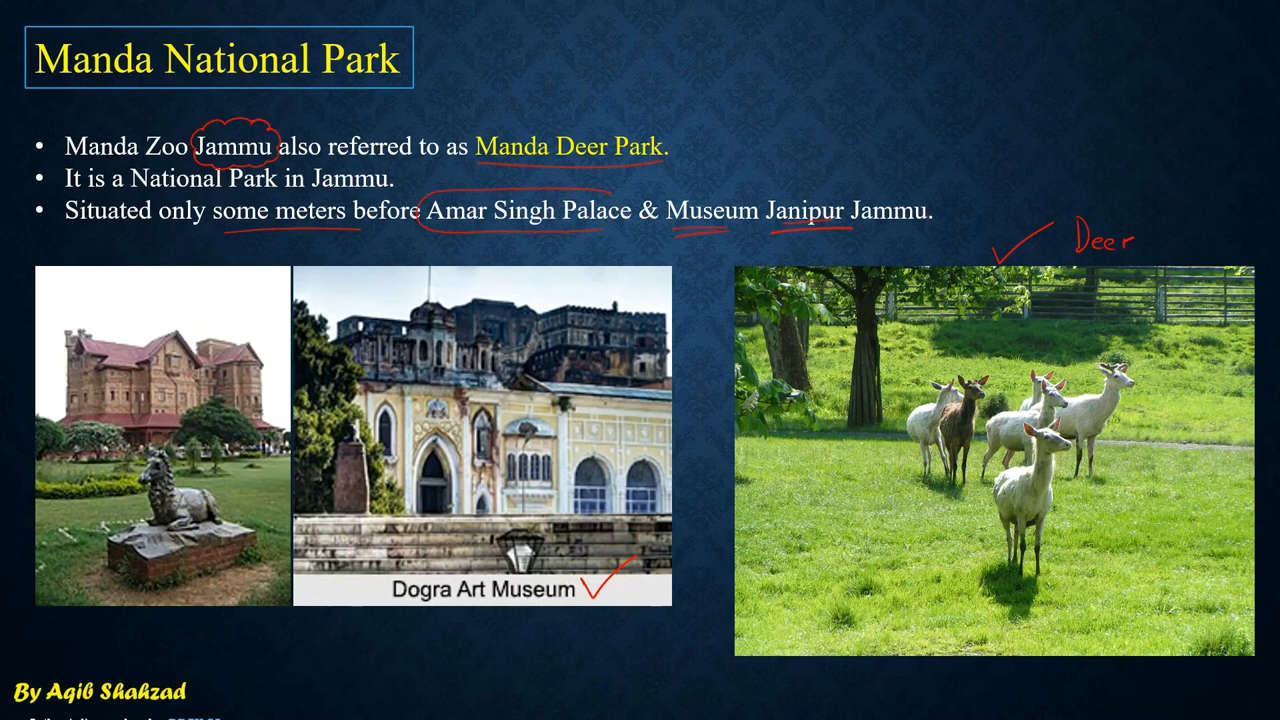 Manda National Park
• Manda Zoo Jammu also referred to as Manda Deer Park.
• It is a National Park in Jammu.
• Situated only some meters before Amar Singh Palace & Museum Janipur Jammu.
Deer
Dogra Art Museum
By Aqib Shahzad